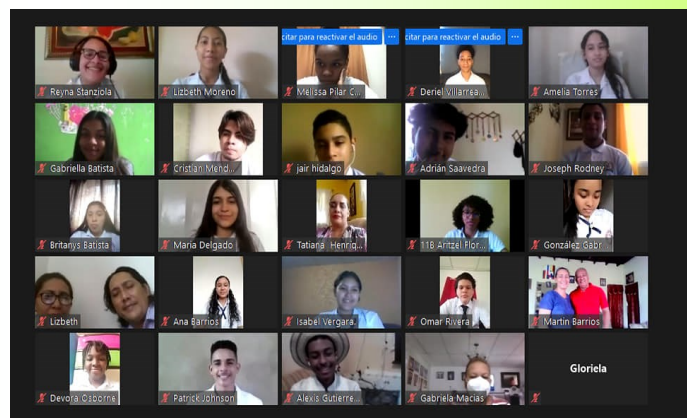 citar para reactivar el audio ...
citar para reactivar el audio ...
Reyna Stanziola
Lizbeth Moreno
Melissa Pilar C...
Deriel Villarrea...
Amelia Torres
Gabriella Batista
Cristian Mend...
jair hidalgo
Adrián Saavedra
Joseph Rodney
Britanys Batista
Maria Delgado
Tatiana Henriq...
11B Aritzel Flor...
González Gabr...
Lizbeth
Ana Barrios
Isabel Vergara
Omar Rivera
Martin Barrios
Gloriela
Devora Osborne
Patrick Johnson
Alexis Gutierre...
Gabriela Macias